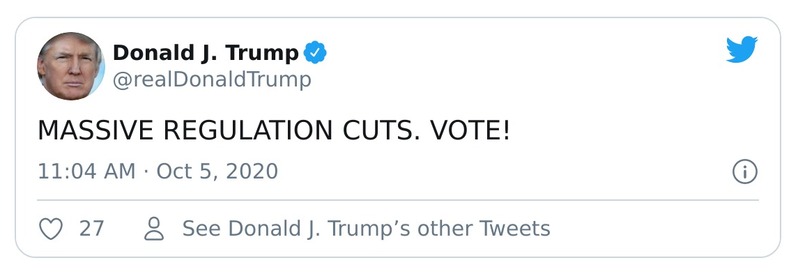 Donald J. Trump
@realDonaldTrump
MASSIVE REGULATION CUTS. VOTE!
11:04 AM · Oct 5, 2020
27 See Donald J. Trump’s other Tweets